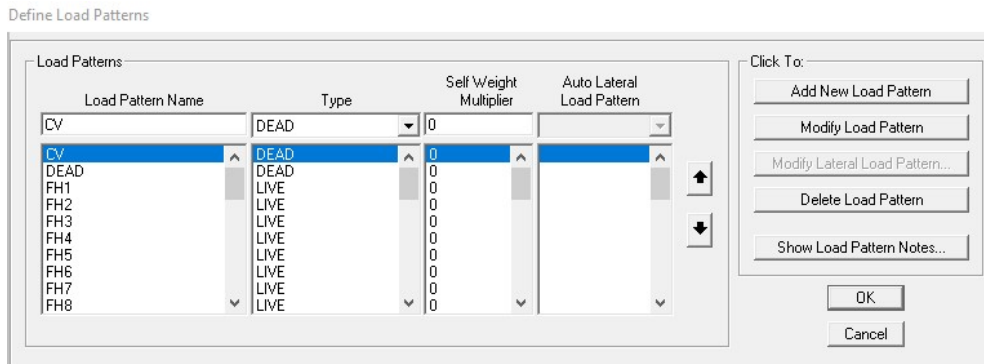 Define Load Patterns
Load Patterns
Load Pattern Name Type Self Weight Multiplier Auto Lateral Load Pattern
CV DEAD 0
CV DEAD 0
DEAD DEAD 0
FH1 LIVE 0
FH2 LIVE 0
FH3 LIVE 0
FH4 LIVE 0
FH5 LIVE 0
FH6 LIVE 0
FH7 LIVE 0
FH8 LIVE 0
Click To:
Add New Load Pattern
Modify Load Pattern
Modify Lateral Load Pattern...
Delete Load Pattern
Show Load Pattern Notes...
OK
Cancel